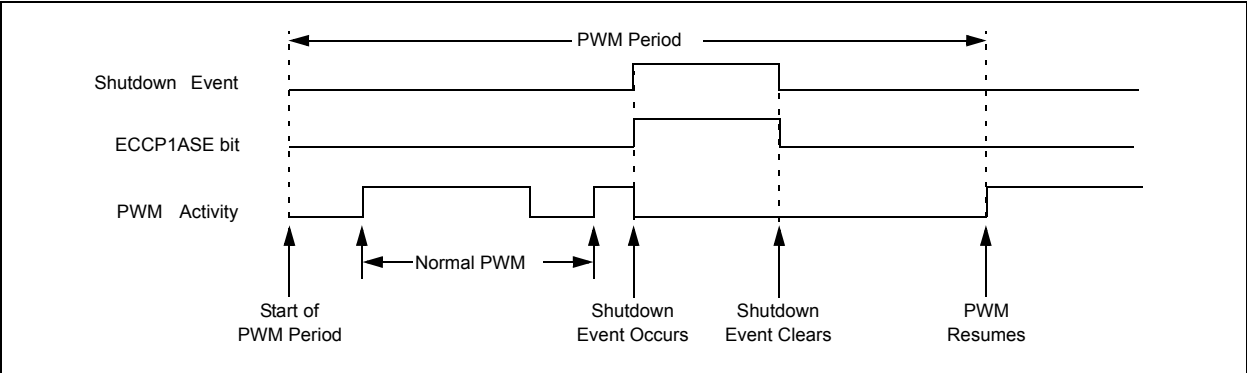 PWM Period
Shutdown Event
ECCP1ASE bit
PWM Activity
Normal PWM
Start of
PWM Period
Shutdown
Event Occurs
Shutdown
Event Clears
PWM
Resumes